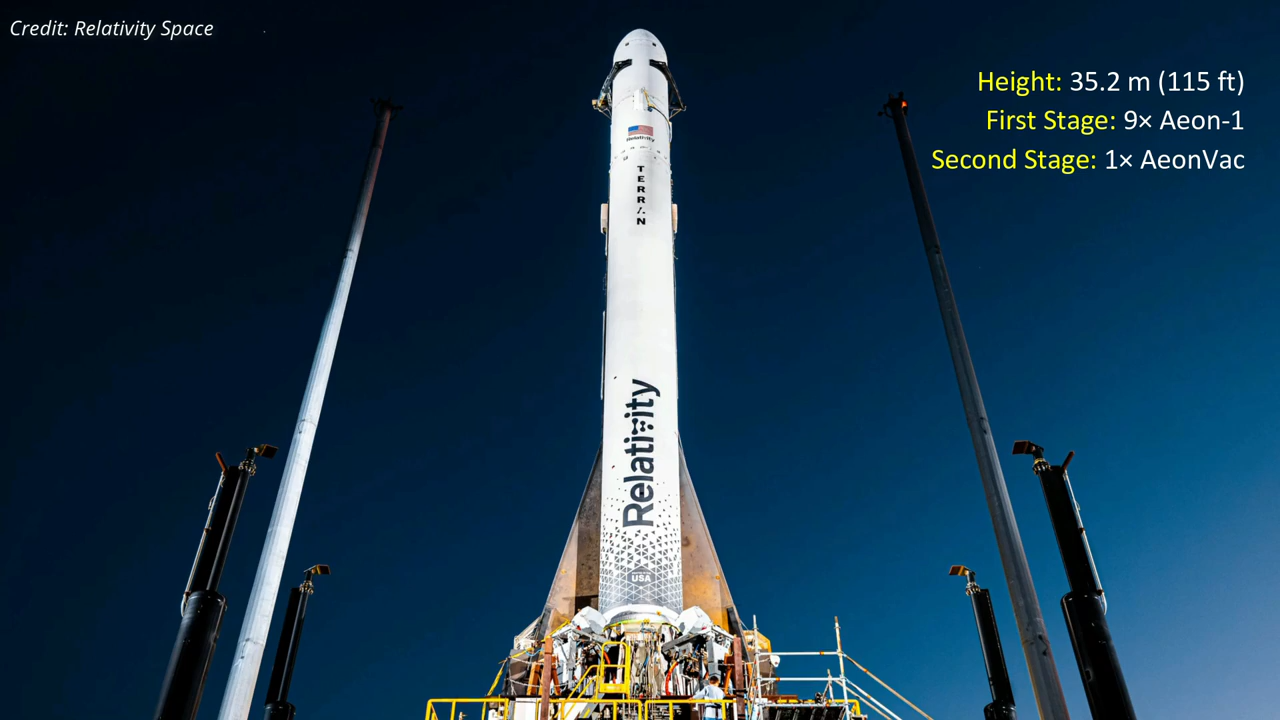 Credit: Relativity Space
Height: 35.2 m (115 ft)
First Stage: 9× Aeon-1
Second Stage: 1× AeonVac
Relativity
TERRAN
Relativity
USA